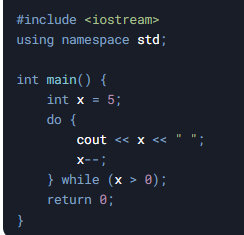 #include <iostream>
using namespace std;

int main() {
    int x = 5;
    do {
        cout << x << " ";
        x--;
    } while (x > 0);
    return 0;
}